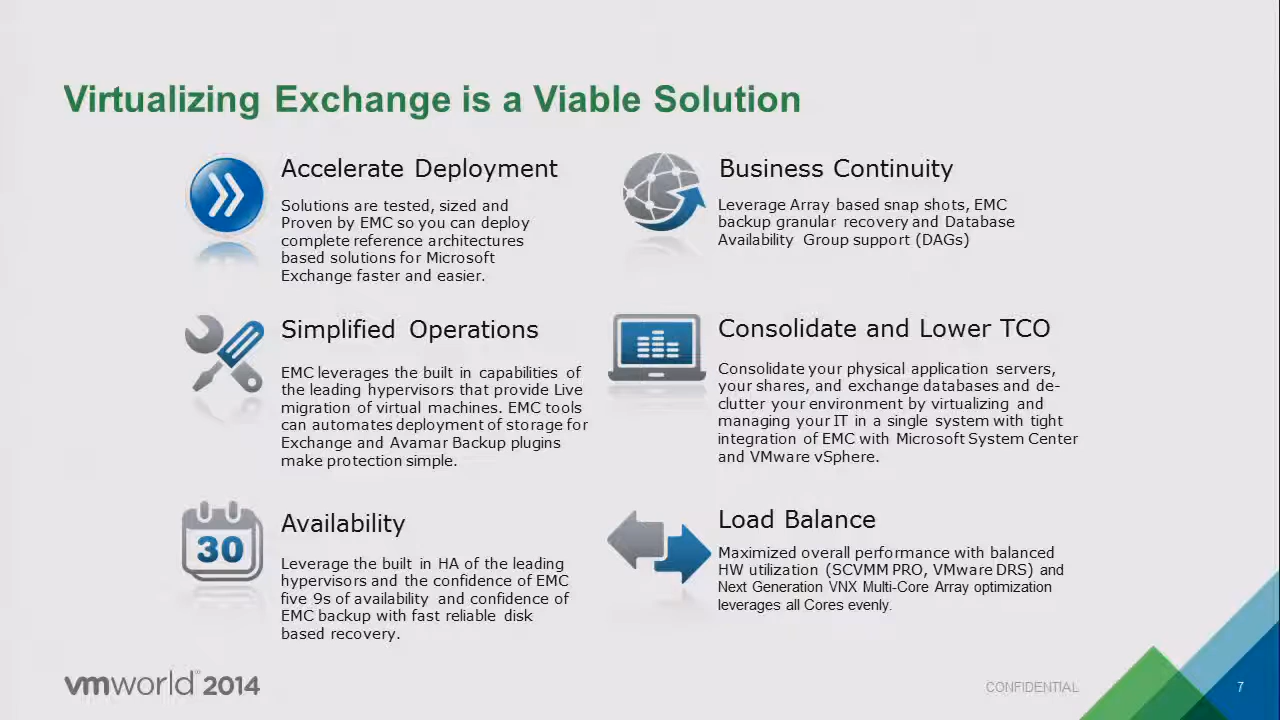 Virtualizing Exchange is a Viable Solution
Accelerate Deployment
Solutions are tested, sized and
Proven by EMC so you can deploy
complete reference architectures
based solutions for Microsoft
Exchange faster and easier.
Business Continuity
Leverage Array based snap shots, EMC
backup granular recovery and Database
Availability Group support (DAGs)
Simplified Operations
EMC leverages the built in capabilities of
the leading hypervisors that provide Live
migration of virtual machines. EMC tools
can automates deployment of storage for
Exchange and Avamar Backup plugins
make protection simple.
Consolidate and Lower TCO
Consolidate your physical application servers,
your shares, and exchange databases and de-
clutter your environment by virtualizing and
managing your IT in a single system with tight
integration of EMC with Microsoft System Center
and VMware vSphere.
30
Availability
Leverage the built in HA of the leading
hypervisors and the confidence of EMC
five 9s of availability and confidence of
EMC backup with fast reliable disk
based recovery.
Load Balance
Maximized overall performance with balanced
HW utilization (SCVMM PRO, VMware DRS) and
Next Generation VNX Multi-Core Array optimization
leverages all Cores evenly.
vmworld 2014
CONFIDENTIAL
7